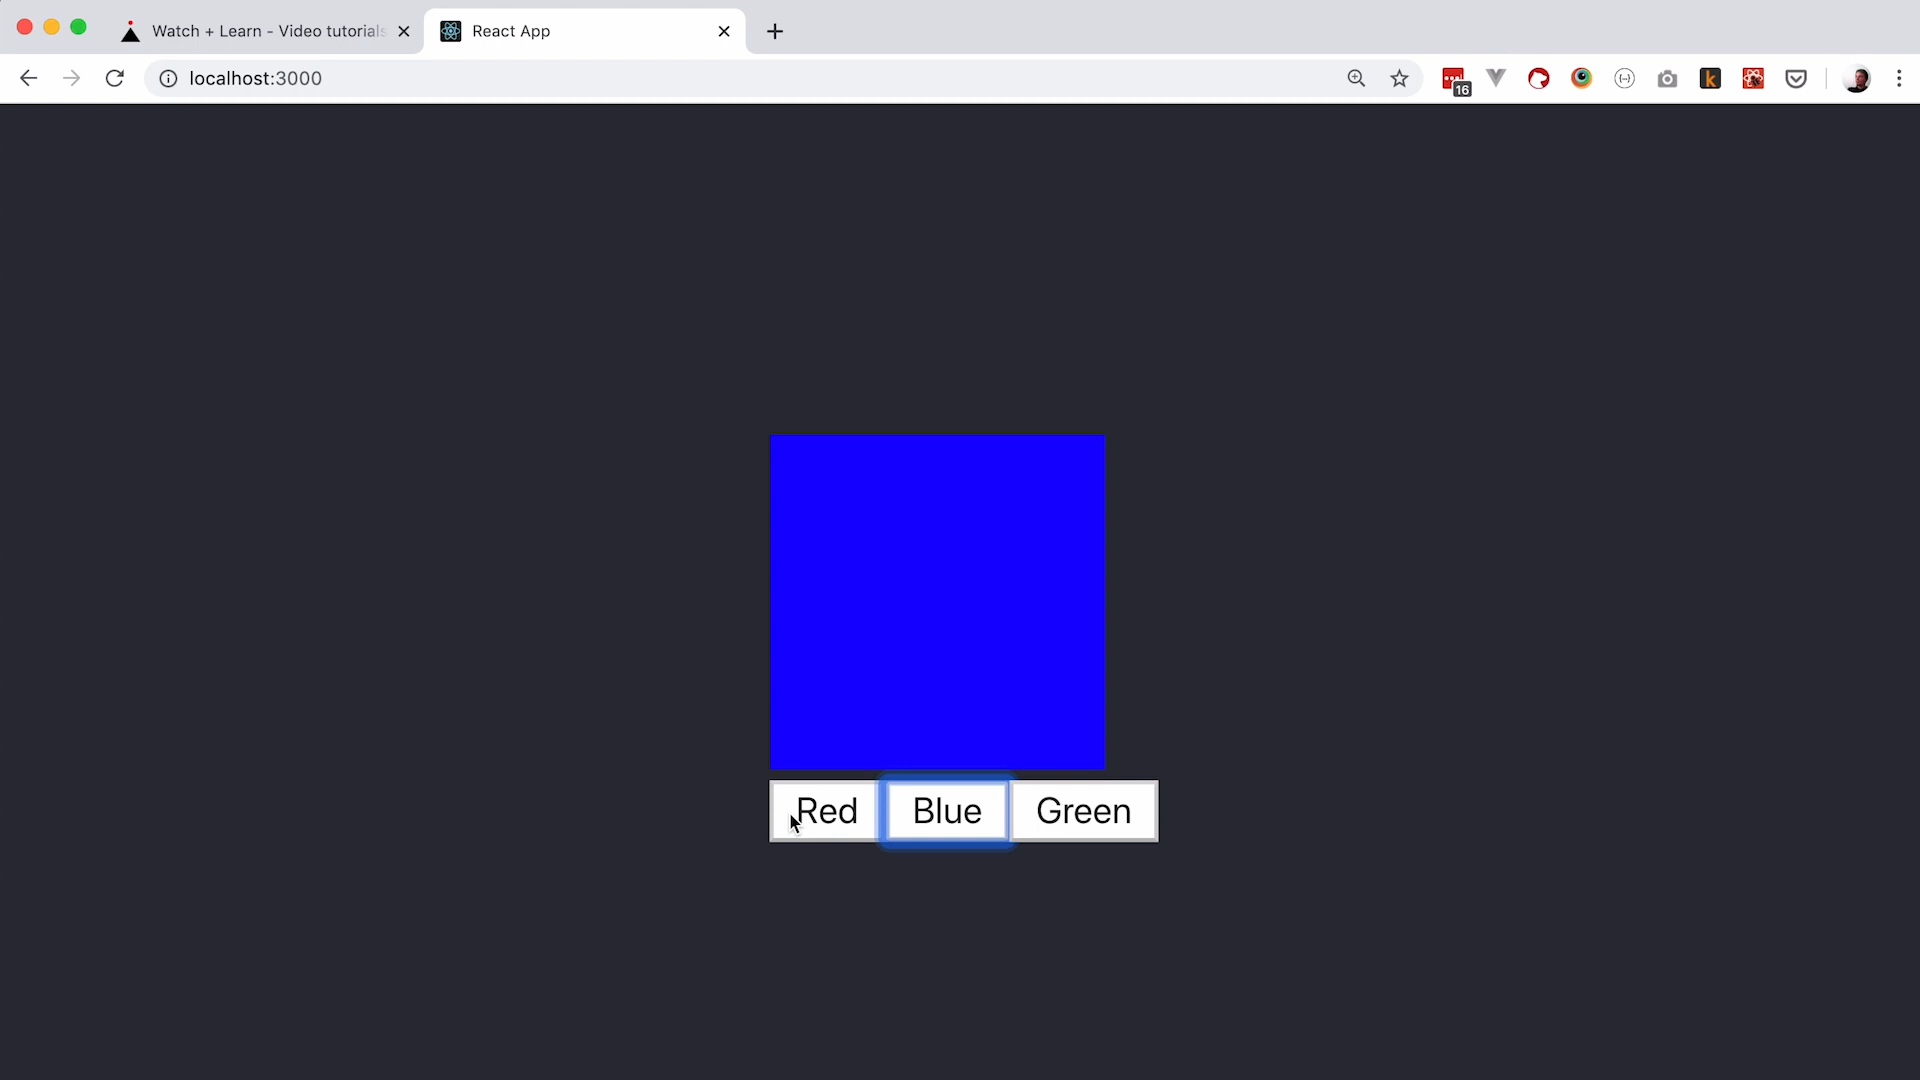 Watch + Learn - Video tutorials
React App
localhost:3000
16
k
Red
Blue
Green